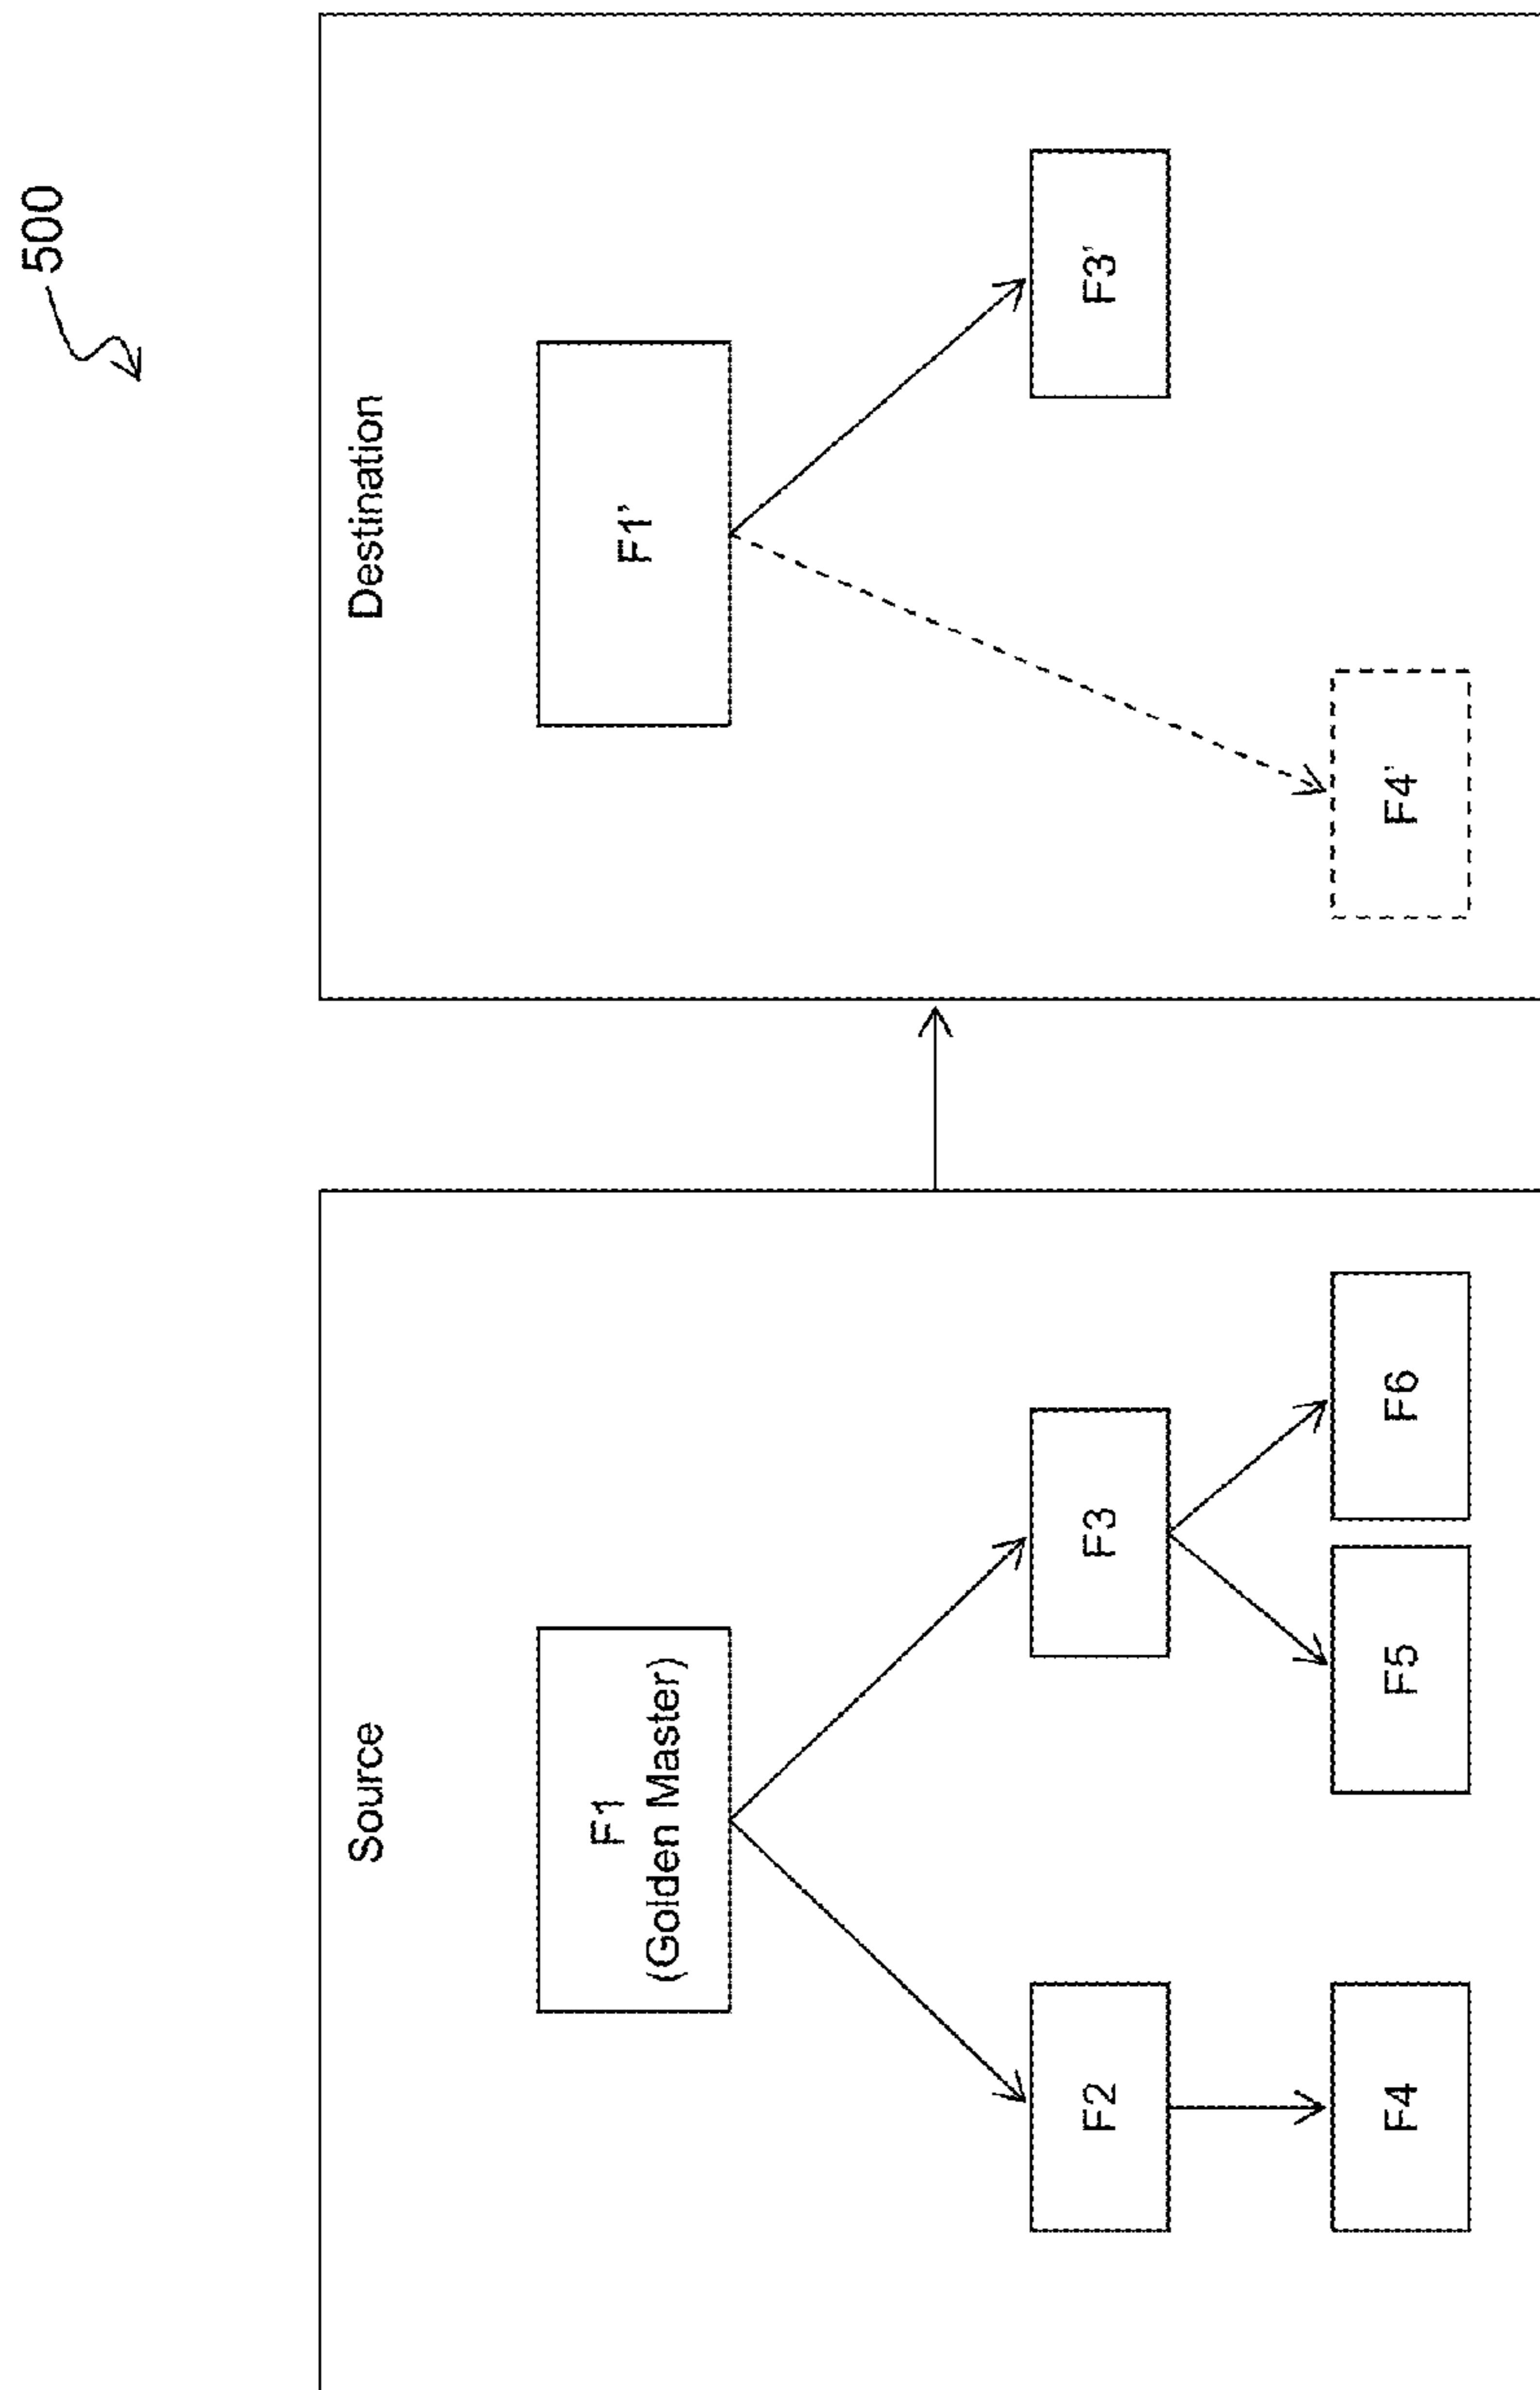 500
Source
F1
(Golden Master)
F2
F3
F4
F5
F6
Destination
F1’
F3'
F4'